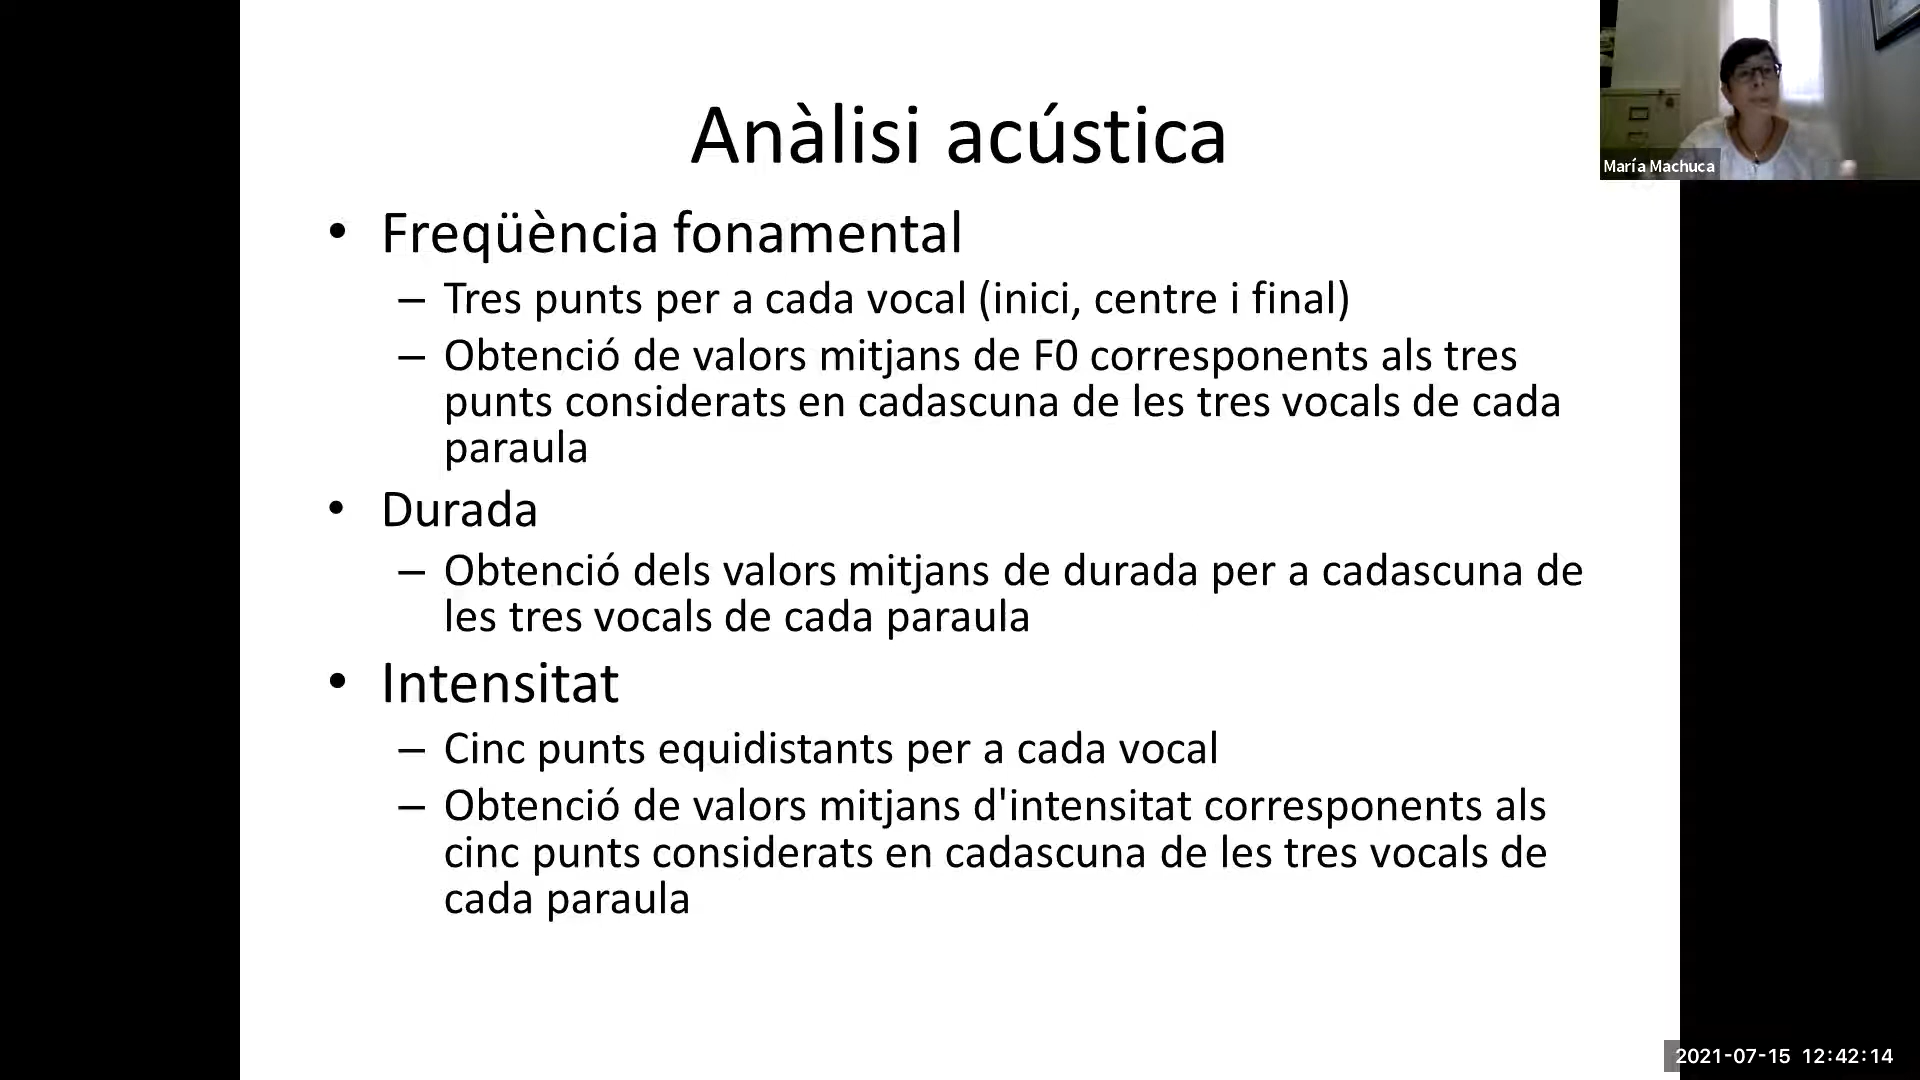 Anàlisi acústica
• Freqüència fonamental
– Tres punts per a cada vocal (inici, centre i final)
– Obtenció de valors mitjans de F0 corresponents als tres
punts considerats en cadascuna de les tres vocals de cada
paraula
• Durada
– Obtenció dels valors mitjans de durada per a cadascuna de
les tres vocals de cada paraula
• Intensitat
– Cinc punts equidistants per a cada vocal
– Obtenció de valors mitjans d'intensitat corresponents als
cinc punts considerats en cadascuna de les tres vocals de
cada paraula
María Machuca
2021-07-15 12:42:14